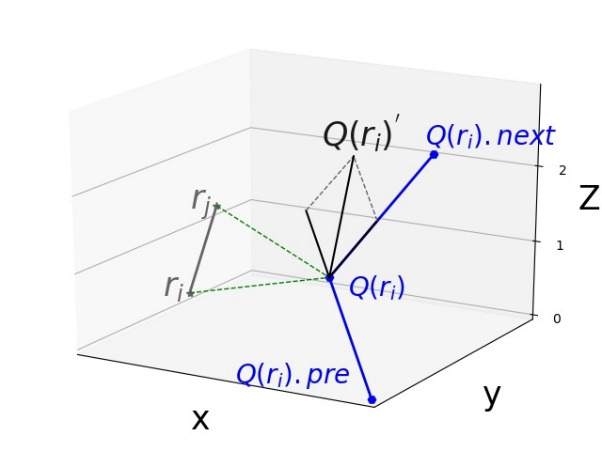 Q(r_i)′
Q(r_i).next
2
r_j
Z
1
r_i
Q(r_i)
0
Q(r_i).pre
y
x